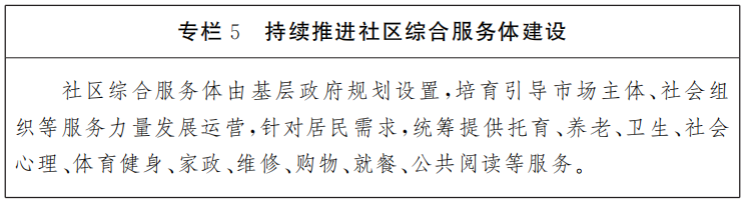 专栏 5　持续推进社区综合服务体建设
社区综合服务体由基层政府规划设置,培育引导市场主体、社会组
织等服务力量发展运营,针对居民需求,统筹提供托育、养老、卫生、社会
心理、体育健身、家政、维修、购物、就餐、公共阅读等服务。